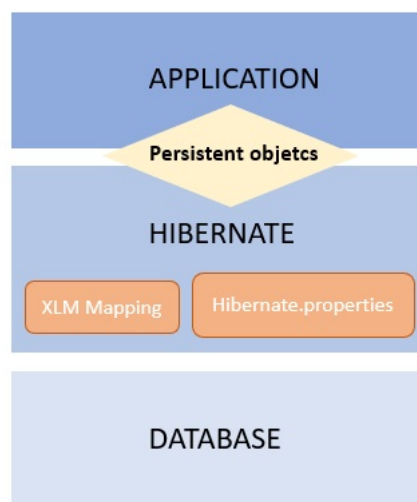 APPLICATION
Persistent objetcs
HIBERNATE
XLM Mapping
Hibernate.properties
DATABASE